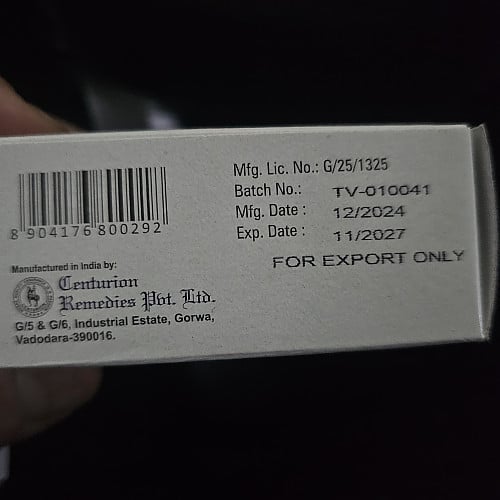 8 904176 800292
Manufactured in India by:
Centurion
Remedies Pvt. Ltd.
G/5 & G/6, Industrial Estate, Gorwa,
Vadodara-390016.
Mfg. Lic. No.: G/25/1325
Batch No.: TV-010041
Mfg. Date : 12/2024
Exp. Date : 11/2027
FOR EXPORT ONLY